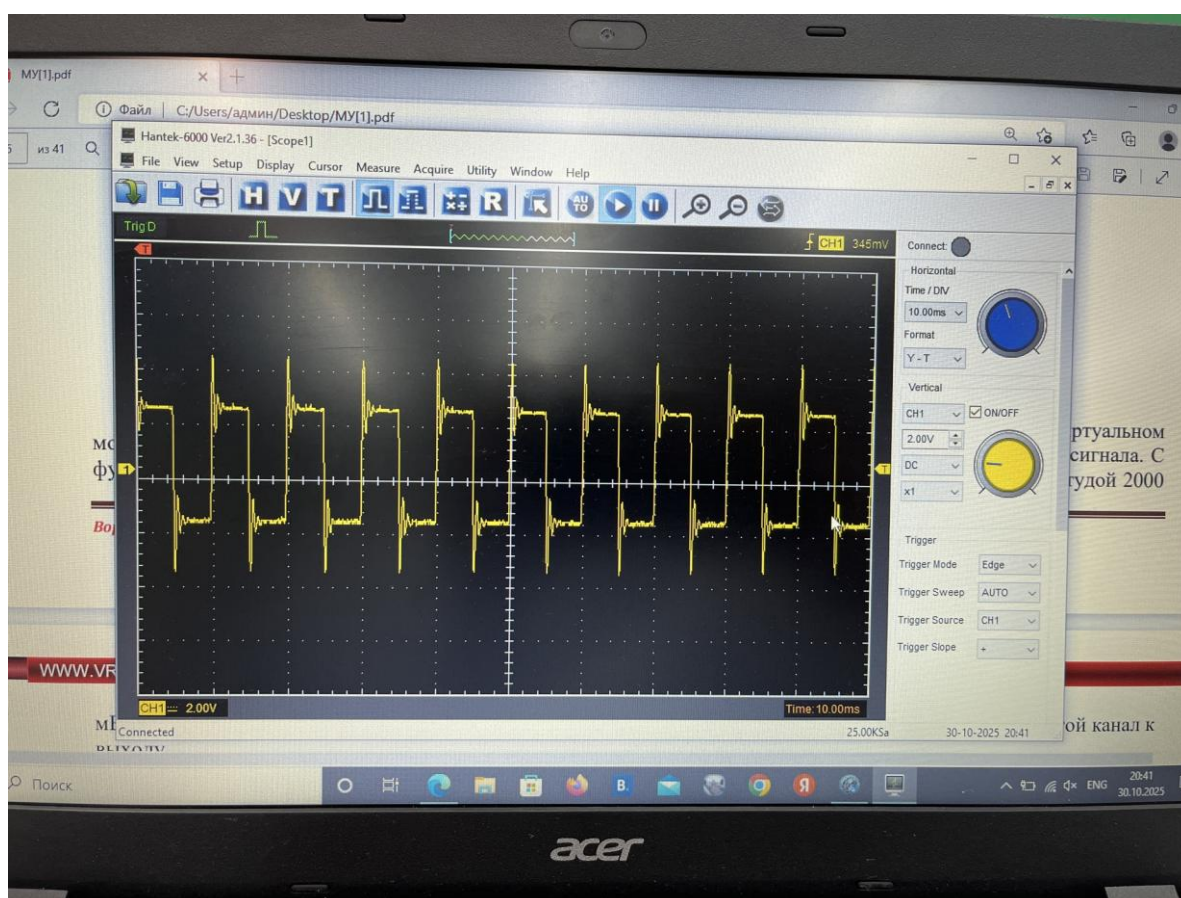 МУ[1].pdf
Файл | C:/Users/админ/Desktop/МУ[1].pdf
из 41
Hantek-6000 Ver2.1.36 - [Scope1]
File View Setup Display Cursor Measure Acquire Utility Window Help
H V T R AUTO
Trig'D
T
CH1 345mV
Connect:
Horizontal
Time / DIV
10.00ms
Format
Y - T
Vertical
CH1 ON/OFF
2.00V
DC
x1
Trigger
Trigger Mode Edge
Trigger Sweep AUTO
Trigger Source CH1
Trigger Slope +
1
T
CH1 2.00V
Time:10.00ms
Connected
25.00KSa
30-10-2025 20:41
ртуальном
сигнала. С
тудой 2000
WWW.VR
ой канал к
выходу
Поиск
B.
Я
ENG
20:41
30.10.2025
acer